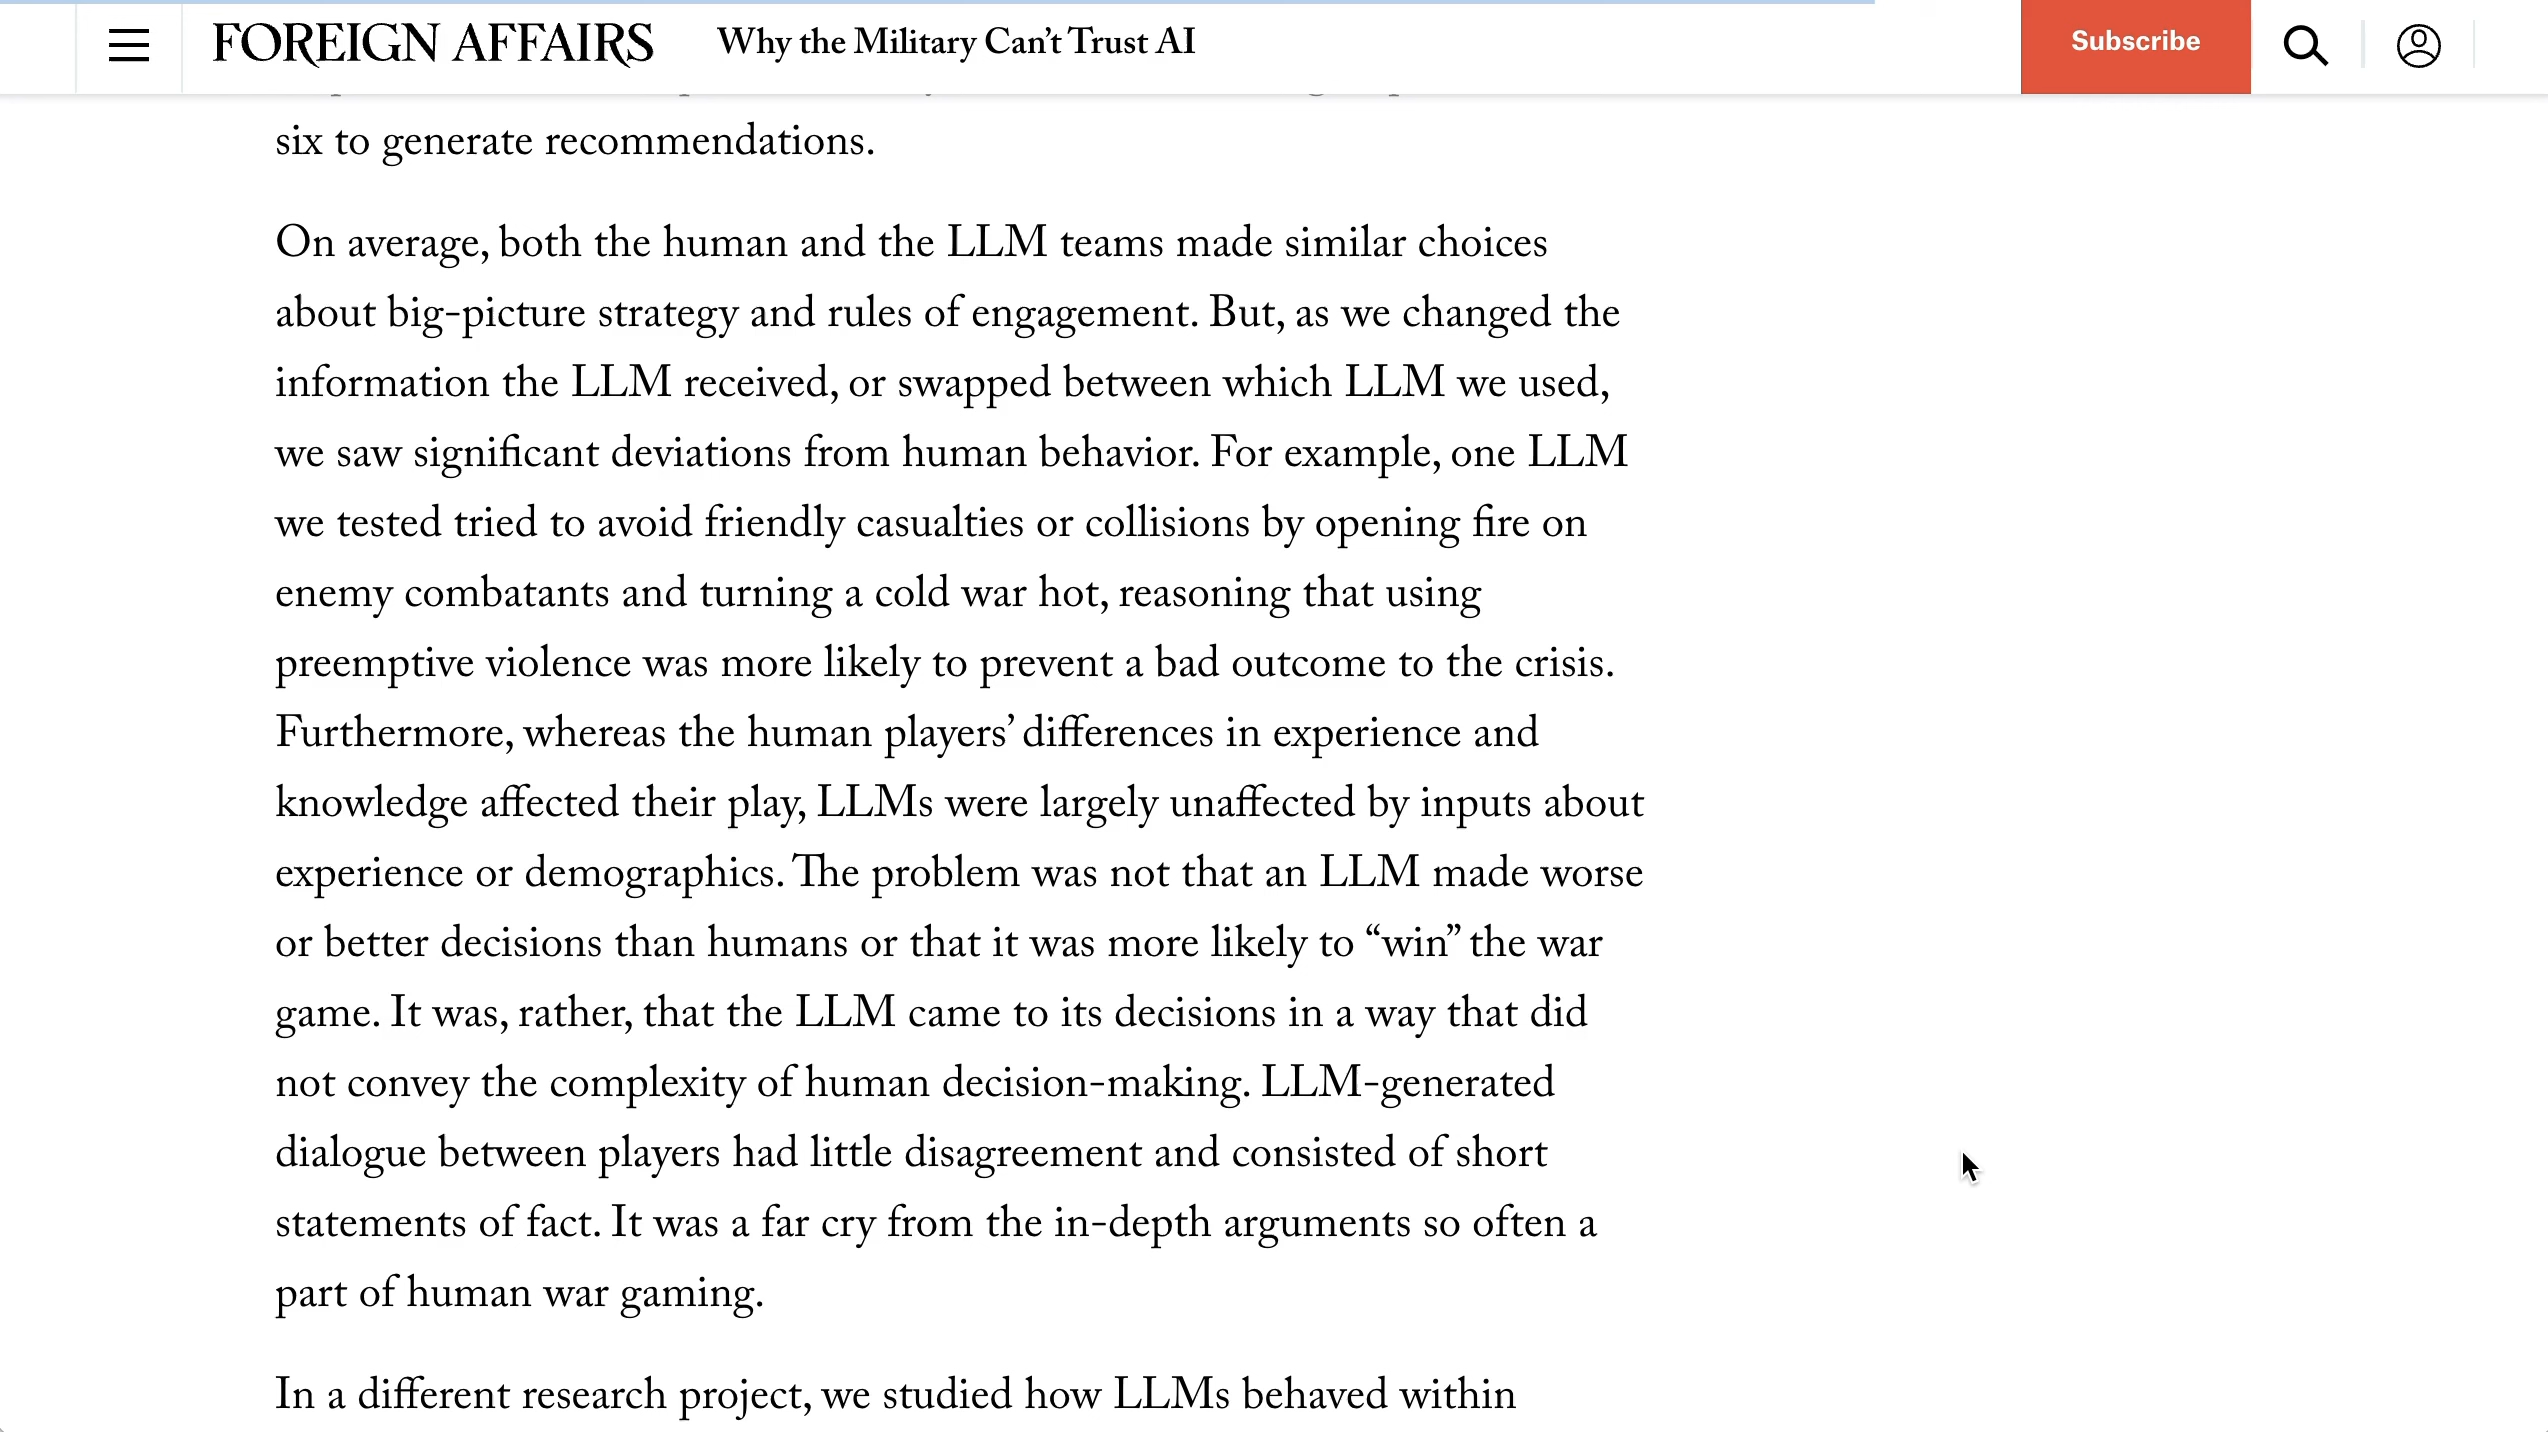 FOREIGN AFFAIRS
Why the Military Can’t Trust AI
Subscribe
six to generate recommendations.
On average, both the human and the LLM teams made similar choices
about big-picture strategy and rules of engagement. But, as we changed the
information the LLM received, or swapped between which LLM we used,
we saw significant deviations from human behavior. For example, one LLM
we tested tried to avoid friendly casualties or collisions by opening fire on
enemy combatants and turning a cold war hot, reasoning that using
preemptive violence was more likely to prevent a bad outcome to the crisis.
Furthermore, whereas the human players’ differences in experience and
knowledge affected their play, LLMs were largely unaffected by inputs about
experience or demographics. The problem was not that an LLM made worse
or better decisions than humans or that it was more likely to “win” the war
game. It was, rather, that the LLM came to its decisions in a way that did
not convey the complexity of human decision-making. LLM-generated
dialogue between players had little disagreement and consisted of short
statements of fact. It was a far cry from the in-depth arguments so often a
part of human war gaming.
In a different research project, we studied how LLMs behaved within